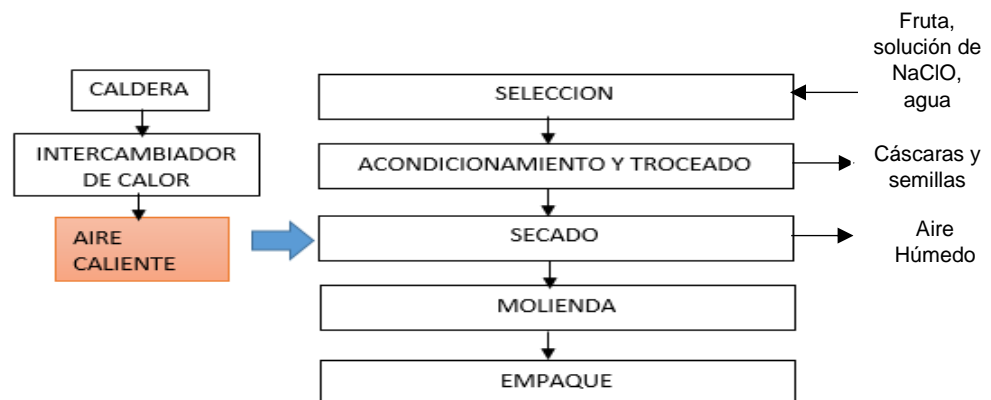 CALDERA
INTERCAMBIADOR
DE CALOR
AIRE
CALIENTE
SELECCION
ACONDICIONAMIENTO Y TROCEADO
SECADO
MOLIENDA
EMPAQUE
Fruta,
solución de
NaClO,
agua
Cáscaras y
semillas
Aire
Húmedo